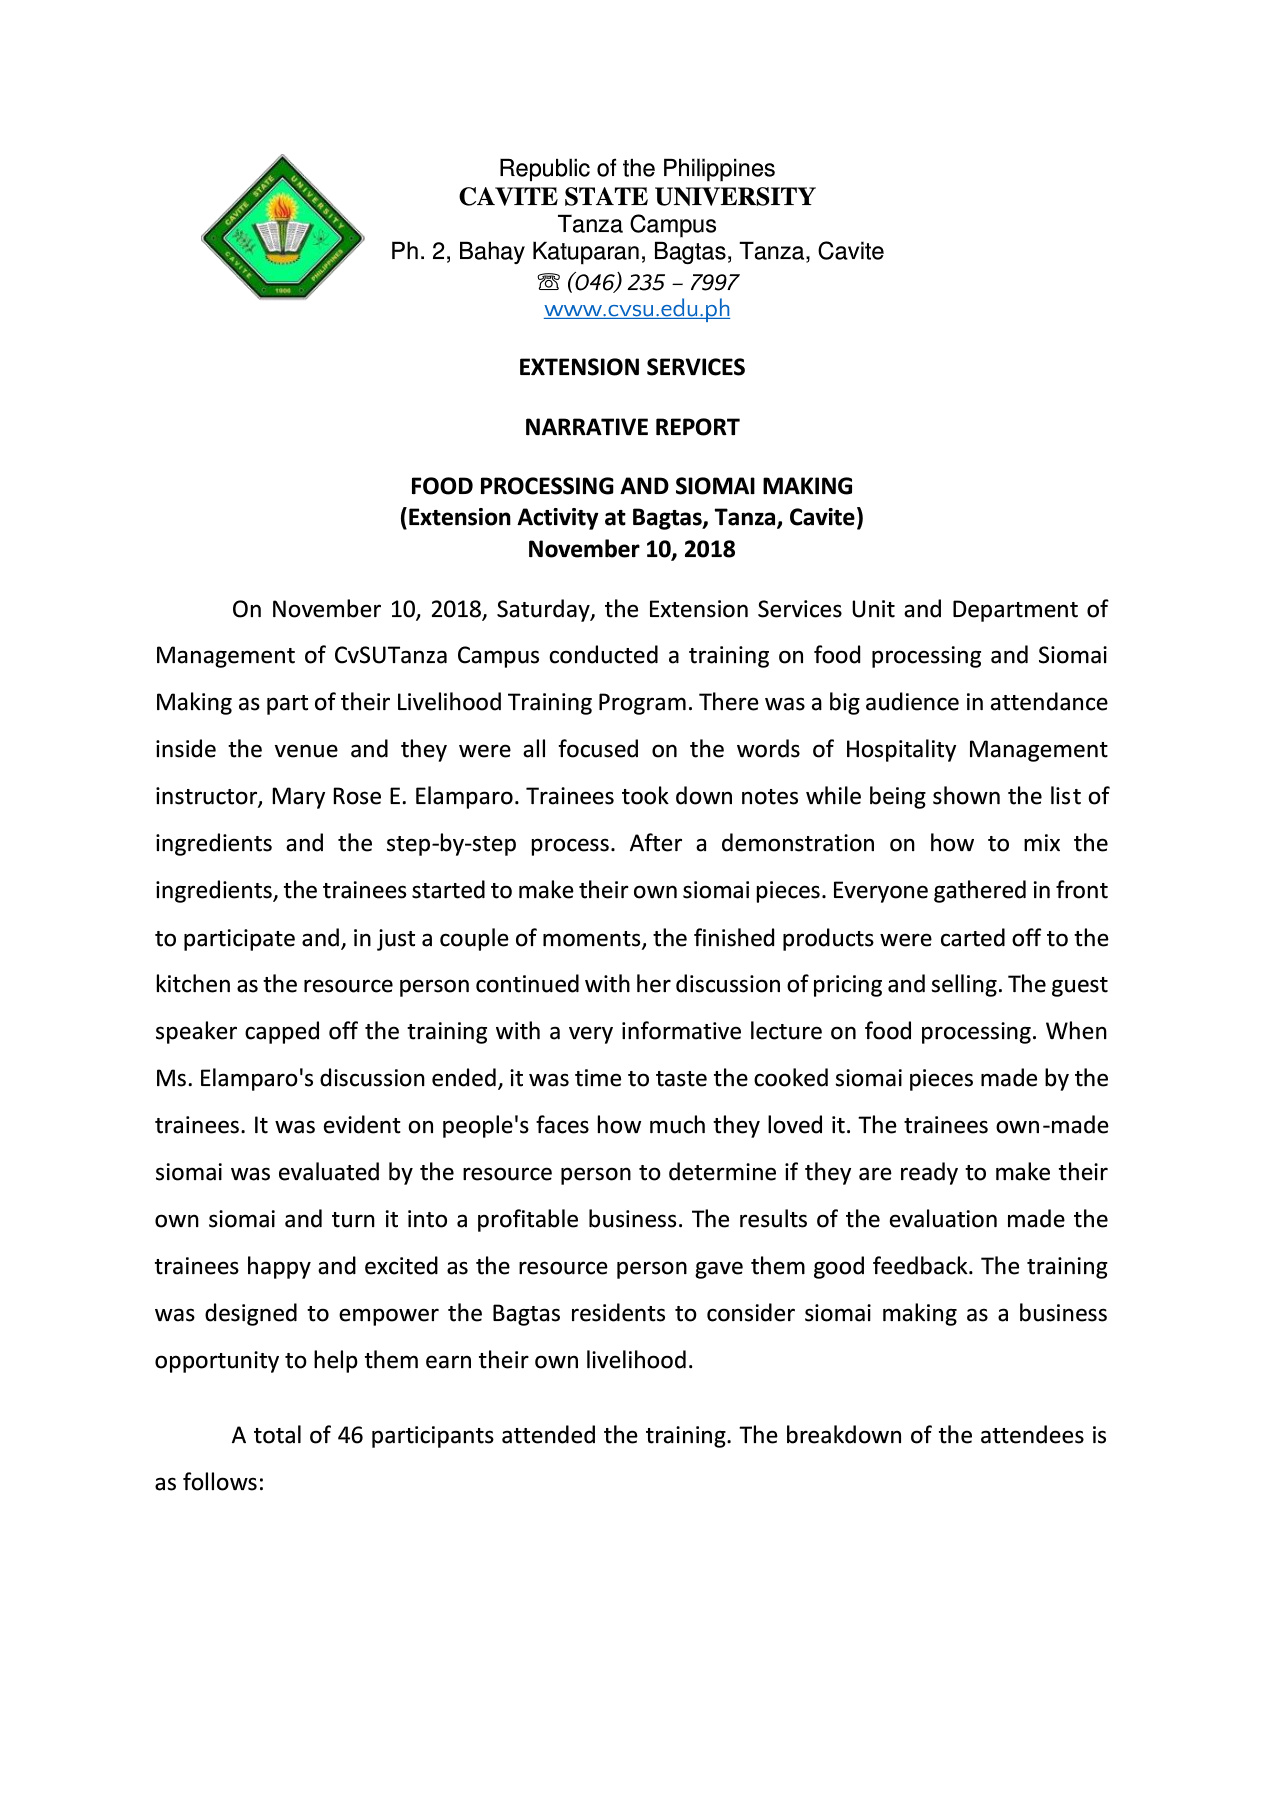 CAVITE STATE UNIVERSITY
CAVITE PHILIPPINES
1906
Republic of the Philippines
CAVITE STATE UNIVERSITY
Tanza Campus
Ph. 2, Bahay Katuparan, Bagtas, Tanza, Cavite
☏ (046) 235 – 7997
www.cvsu.edu.ph
EXTENSION SERVICES
NARRATIVE REPORT
FOOD PROCESSING AND SIOMAI MAKING
(Extension Activity at Bagtas, Tanza, Cavite)
November 10, 2018
On November 10, 2018, Saturday, the Extension Services Unit and Department of
Management of CvSUTanza Campus conducted a training on food processing and Siomai
Making as part of their Livelihood Training Program. There was a big audience in attendance
inside the venue and they were all focused on the words of Hospitality Management
instructor, Mary Rose E. Elamparo. Trainees took down notes while being shown the list of
ingredients and the step-by-step process. After a demonstration on how to mix the
ingredients, the trainees started to make their own siomai pieces. Everyone gathered in front
to participate and, in just a couple of moments, the finished products were carted off to the
kitchen as the resource person continued with her discussion of pricing and selling. The guest
speaker capped off the training with a very informative lecture on food processing. When
Ms. Elamparo's discussion ended, it was time to taste the cooked siomai pieces made by the
trainees. It was evident on people's faces how much they loved it. The trainees own-made
siomai was evaluated by the resource person to determine if they are ready to make their
own siomai and turn it into a profitable business. The results of the evaluation made the
trainees happy and excited as the resource person gave them good feedback. The training
was designed to empower the Bagtas residents to consider siomai making as a business
opportunity to help them earn their own livelihood.
A total of 46 participants attended the training. The breakdown of the attendees is
as follows: